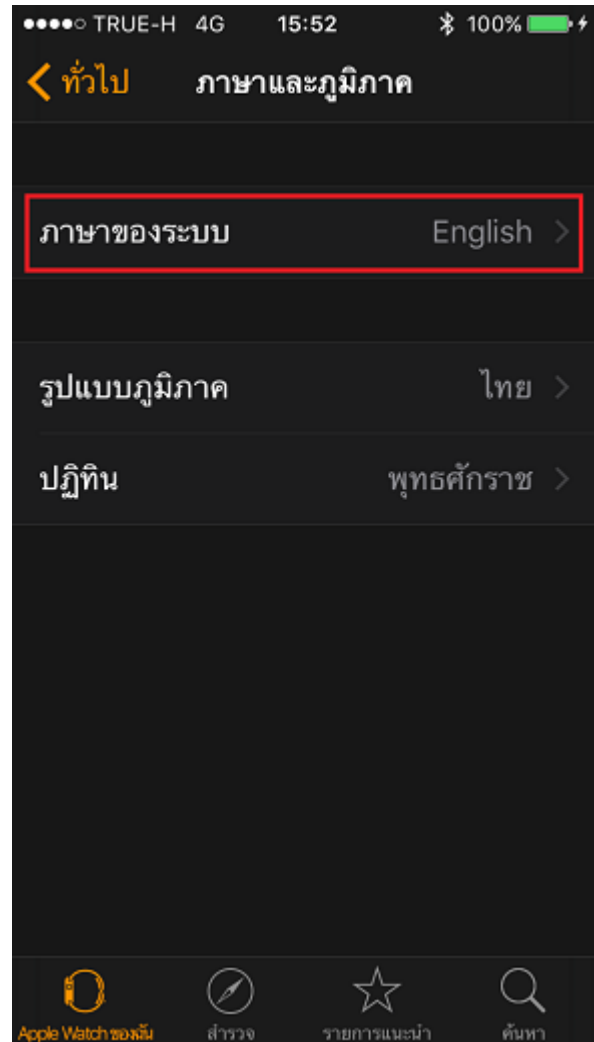 TRUE-H 4G 15:52 100%
ทั่วไป ภาษาและภูมิภาค
ภาษาของระบบ English
รูปแบบภูมิภาค ไทย
ปฏิทิน พุทธศักราช
Apple Watch ของฉัน สำรวจ รายการแนะนำ ค้นหา